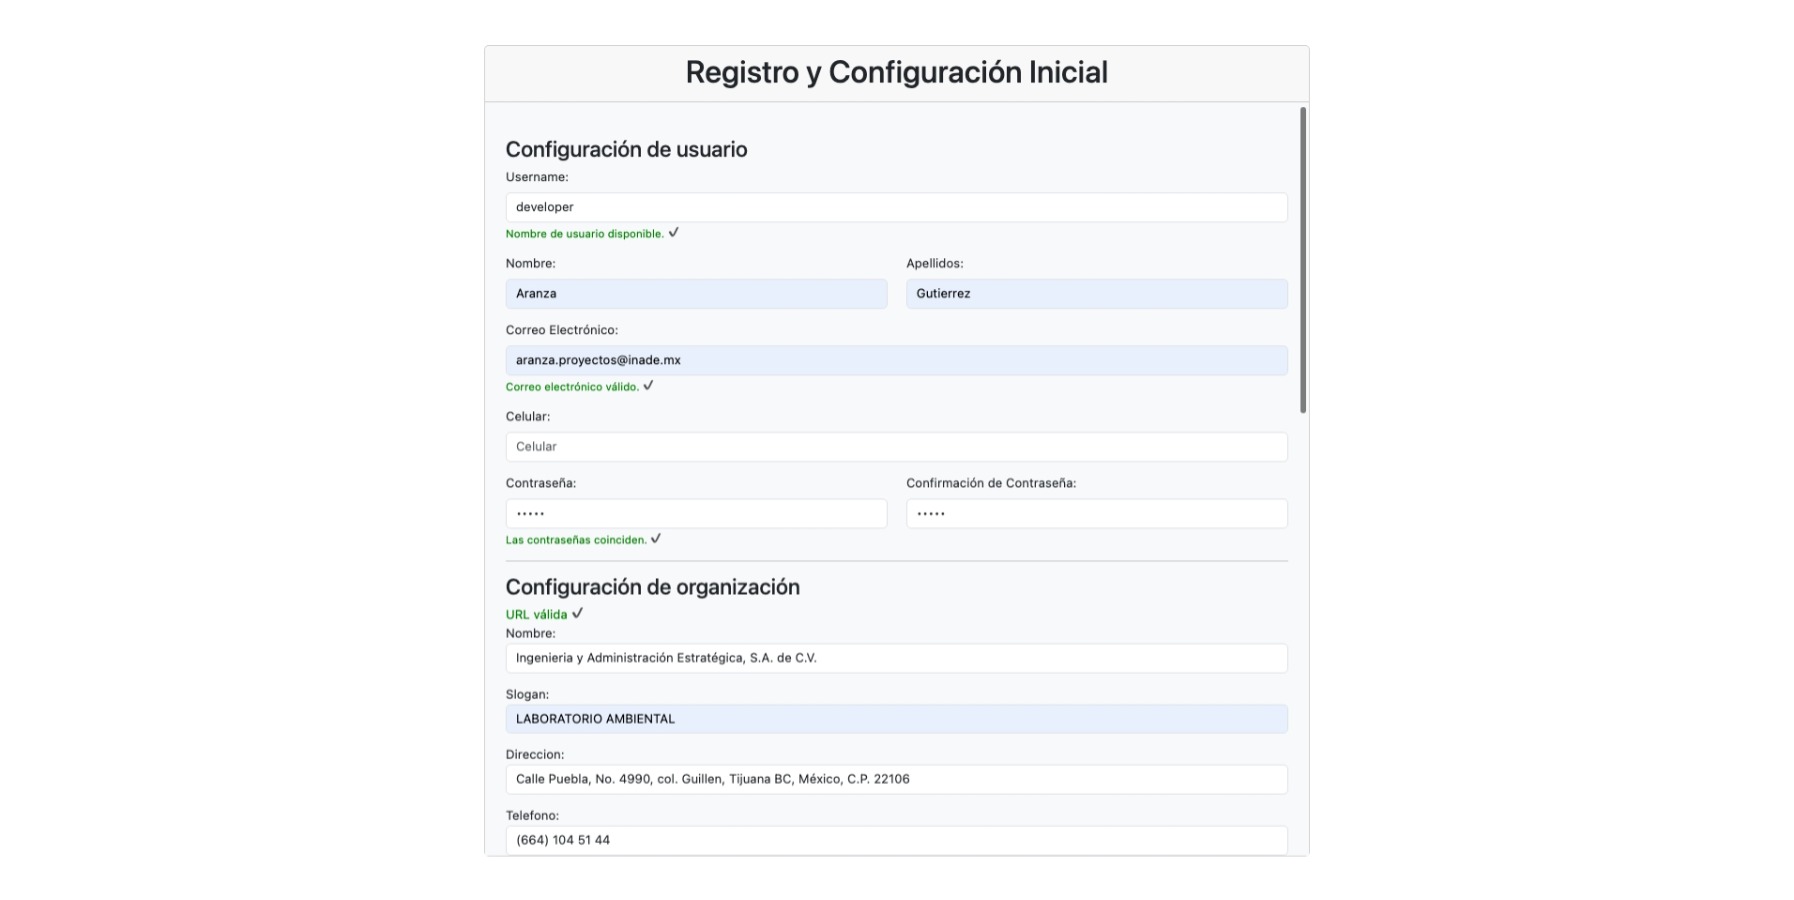 Registro y Configuración Inicial
Configuración de usuario
Username:
developer
Nombre de usuario disponible. ✓
Nombre: Apellidos:
Aranza Gutierrez
Correo Electrónico:
aranza.proyectos@inade.mx
Correo electrónico válido. ✓
Celular:
Celular
Contraseña: Confirmación de Contraseña:
••••• •••••
Las contraseñas coinciden. ✓
Configuración de organización
URL válida ✓
Nombre:
Ingenieria y Administración Estratégica, S.A. de C.V.
Slogan:
LABORATORIO AMBIENTAL
Direccion:
Calle Puebla, No. 4990, col. Guillen, Tijuana BC, México, C.P. 22106
Telefono:
(664) 104 51 44